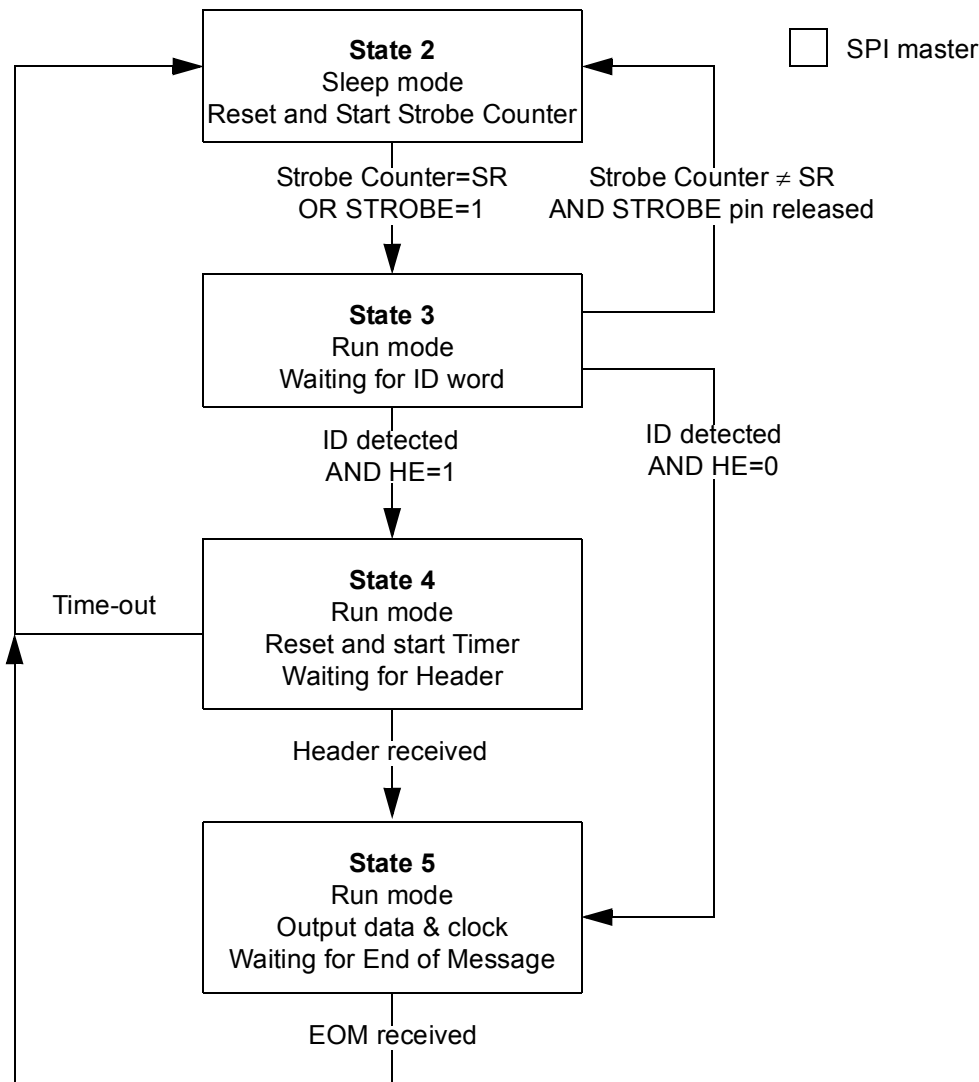 State 2
Sleep mode
Reset and Start Strobe Counter
SPI master
Strobe Counter=SR
OR STROBE=1
Strobe Counter ≠ SR
AND STROBE pin released
State 3
Run mode
Waiting for ID word
ID detected
AND HE=1
ID detected
AND HE=0
State 4
Run mode
Reset and start Timer
Waiting for Header
Time-out
Header received
State 5
Run mode
Output data & clock
Waiting for End of Message
EOM received